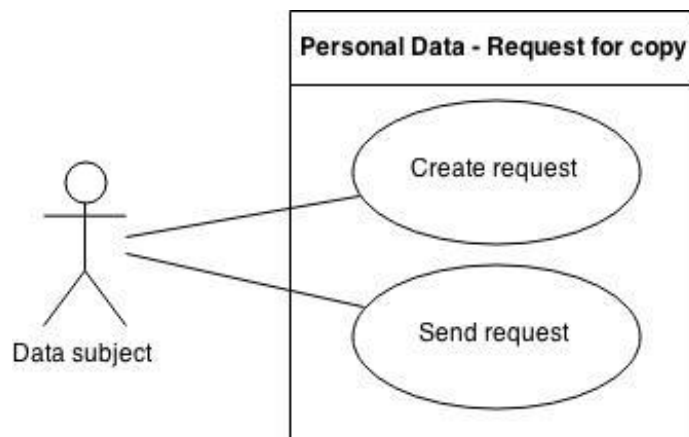 Personal Data - Request for copy
Create request
Send request
Data subject